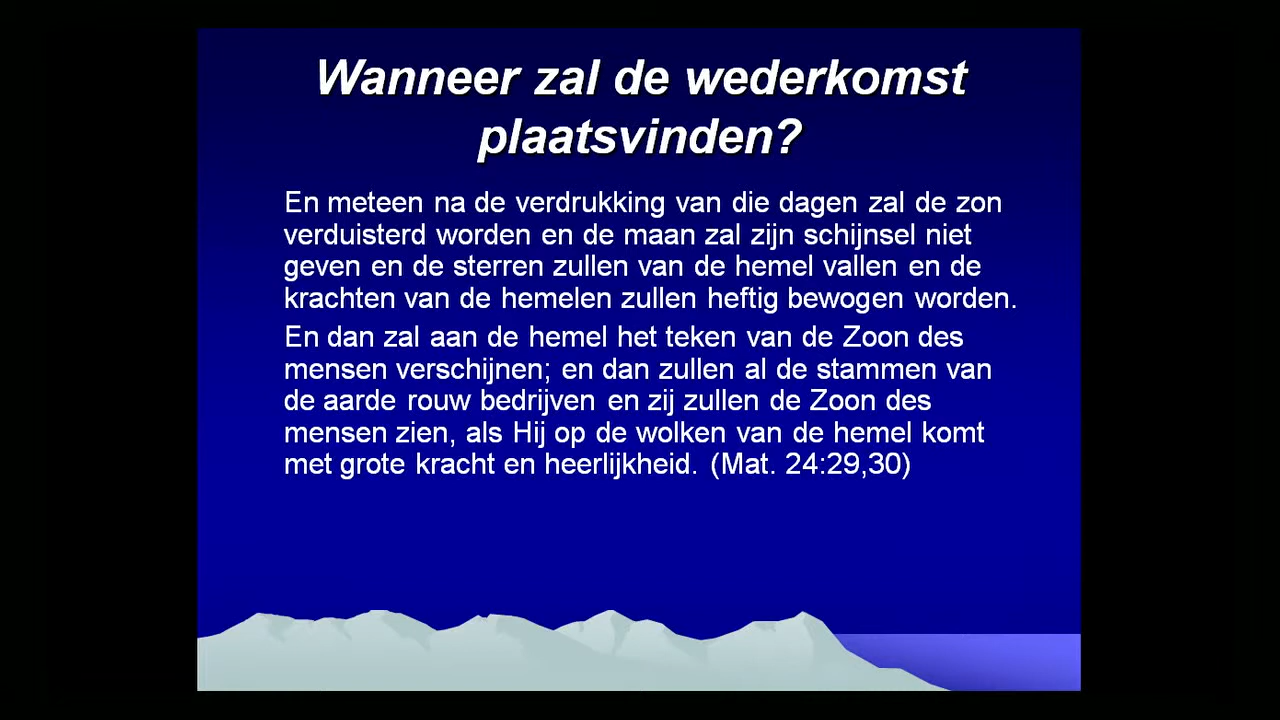 Wanneer zal de wederkomst
plaatsvinden?
En meteen na de verdrukking van die dagen zal de zon
verduisterd worden en de maan zal zijn schijnsel niet
geven en de sterren zullen van de hemel vallen en de
krachten van de hemelen zullen heftig bewogen worden.
En dan zal aan de hemel het teken van de Zoon des
mensen verschijnen; en dan zullen al de stammen van
de aarde rouw bedrijven en zij zullen de Zoon des
mensen zien, als Hij op de wolken van de hemel komt
met grote kracht en heerlijkheid. (Mat. 24:29,30)